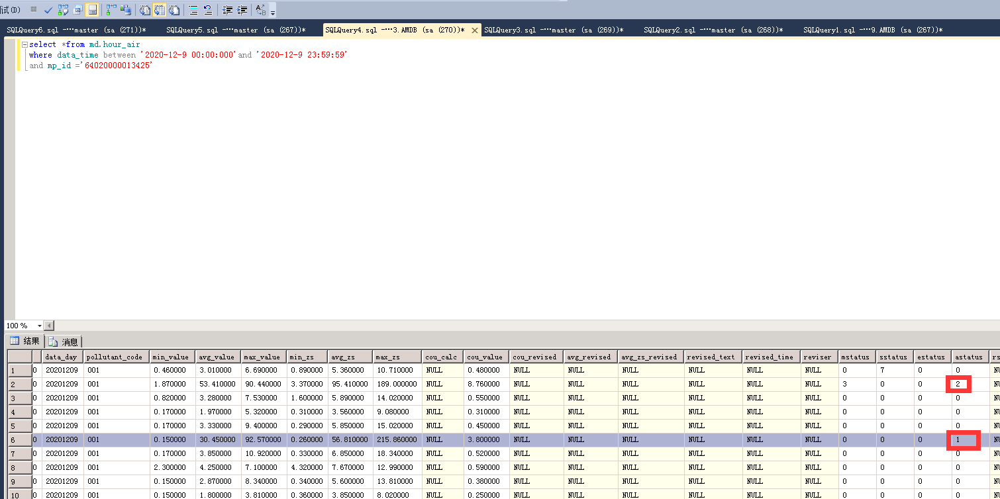 试(D)
SQLQuery6.sql -...master (sa (271))*
SQLQuery5.sql -...master (sa (267))*
SQLQuery4.sql -...3.AMDB (sa (270))*
SQLQuery3.sql -...master (sa (269))*
SQLQuery2.sql -...master (sa (268))*
SQLQuery1.sql -...9.AMDB (sa (267))*
select *from md.hour_air
where data_time between '2020-12-9 00:00:000'and '2020-12-9 23:59:59'
and mp_id ='64020000013425'
100 %
结果 消息
data_day pollutant_code min_value avg_value max_value min_zs avg_zs max_zs cou_calc cou_value cou_revised avg_revised avg_zs_revised revised_text revised_time reviser mstatus sstatus estatus astatus rs
1 0 20201209 001 0.460000 3.010000 6.690000 0.890000 5.360000 10.710000 NULL 0.480000 NULL NULL NULL NULL NULL NULL 0 7 0 0 NU
2 0 20201209 001 1.870000 53.410000 90.440000 3.370000 95.410000 189.000000 NULL 8.760000 NULL NULL NULL NULL NULL NULL 3 0 0 2 NU
3 0 20201209 001 0.820000 3.280000 7.530000 1.600000 5.890000 14.020000 NULL 0.550000 NULL NULL NULL NULL NULL NULL 0 0 0 0 NU
4 0 20201209 001 0.170000 1.970000 5.320000 0.310000 3.560000 9.080000 NULL 0.310000 NULL NULL NULL NULL NULL NULL 0 0 0 0 NU
5 0 20201209 001 0.170000 3.330000 9.400000 0.290000 5.850000 15.020000 NULL 0.450000 NULL NULL NULL NULL NULL NULL 0 0 0 0 NU
6 0 20201209 001 0.150000 30.450000 92.570000 0.260000 56.810000 215.860000 NULL 3.800000 NULL NULL NULL NULL NULL NULL 0 0 0 1 NU
7 0 20201209 001 0.170000 3.850000 10.920000 0.330000 6.850000 18.340000 NULL 0.520000 NULL NULL NULL NULL NULL NULL 0 0 0 0 NU
8 0 20201209 001 2.300000 4.250000 7.100000 4.320000 7.670000 12.990000 NULL 0.590000 NULL NULL NULL NULL NULL NULL 0 0 0 0 NU
9 0 20201209 001 0.150000 2.870000 8.340000 0.340000 5.600000 13.810000 NULL 0.380000 NULL NULL NULL NULL NULL NULL 0 0 0 0 NU
10 0 20201209 001 0.150000 1.800000 3.810000 0.360000 3.850000 8.020000 NULL 0.250000 NULL NULL NULL NULL NULL NULL 0 0 0 0 NU